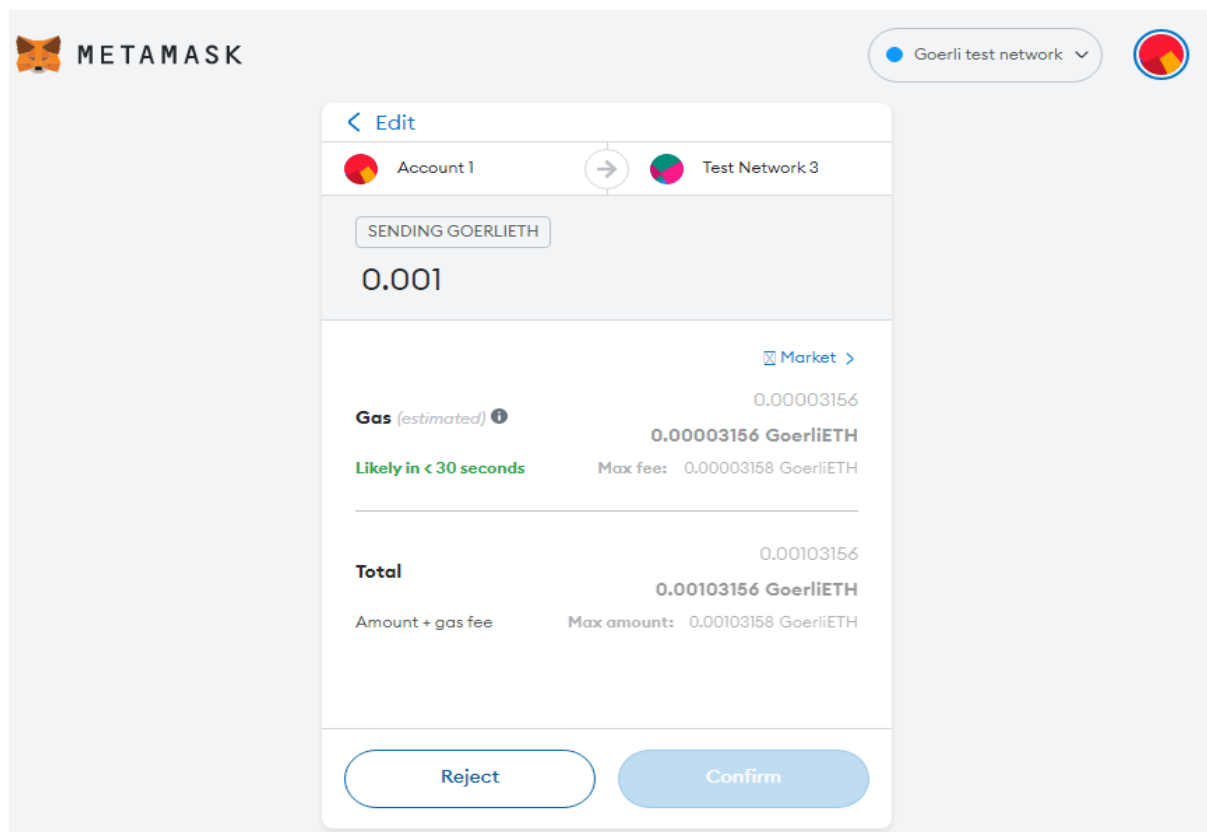 METAMASK
Goerli test network
Edit
Account 1
Test Network 3
SENDING GOERLIETH
0.001
Market
0.00003156
Gas (estimated)
0.00003156 GoerliETH
Likely in < 30 seconds
Max fee: 0.00003158 GoerliETH
0.00103156
Total
0.00103156 GoerliETH
Amount + gas fee
Max amount: 0.00103158 GoerliETH
Reject
Confirm